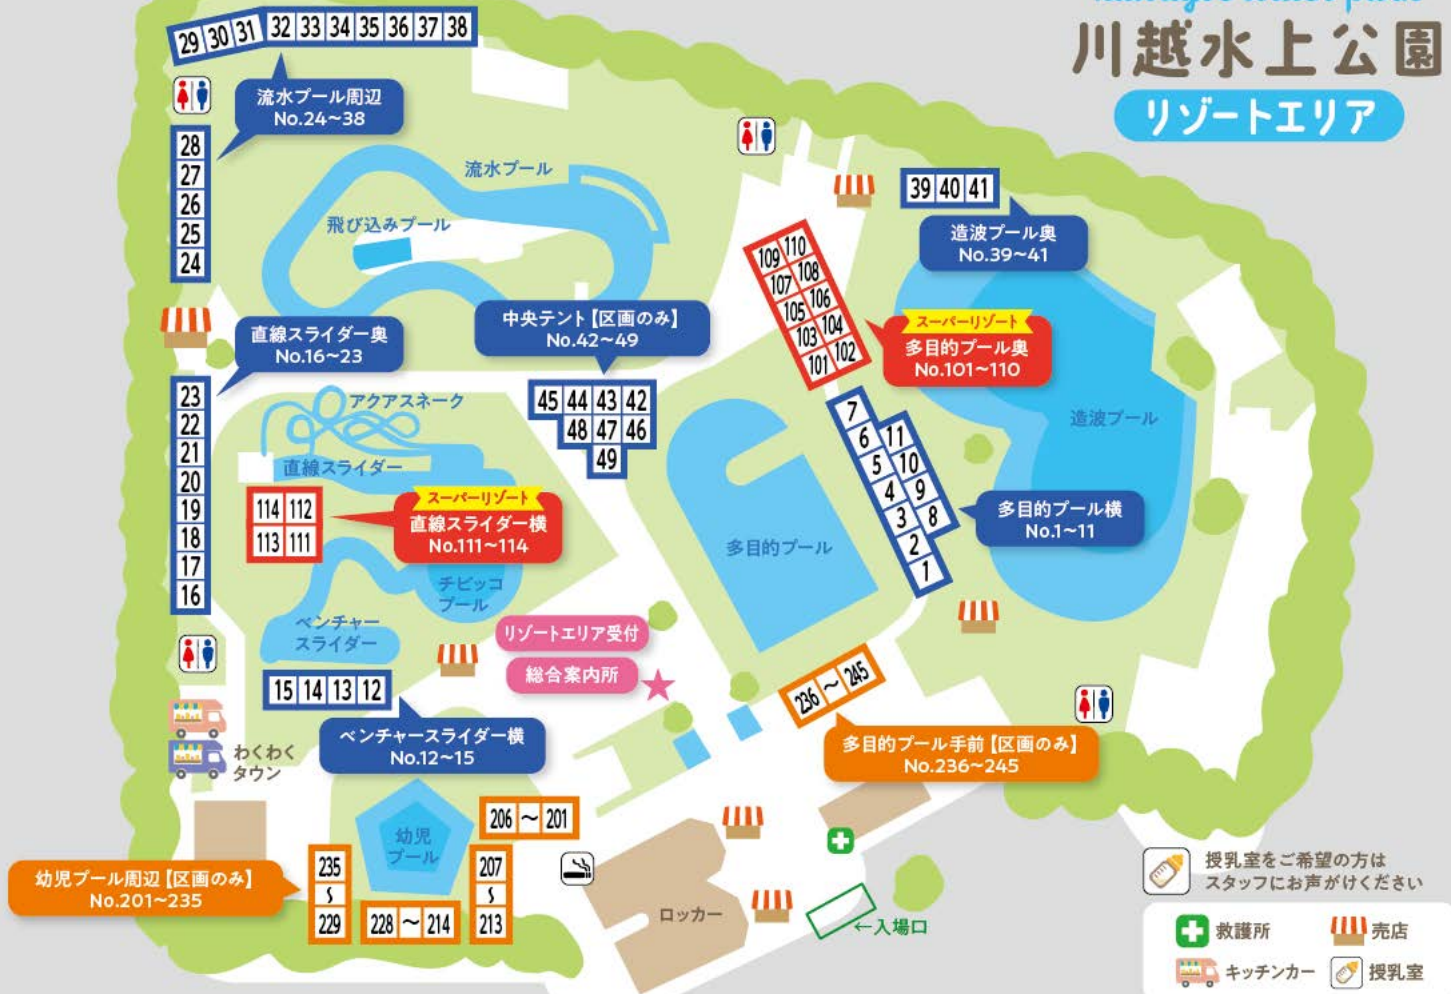 川越水上公園
リゾートエリア
29 30 31 32 33 34 35 36 37 38
流水プール周辺
No.24~38
28
27
26
25
24
流水プール
飛び込みプール
39 40 41
造波プール奥
No.39~41
109 110
107 108
105 106
103 104
101 102
スーパーリゾート
多目的プール奥
No.101~110
直線スライダー奥
No.16~23
中央テント【区画のみ】
No.42~49
45 44 43 42
48 47 46
49
23
22
21
20
19
18
17
16
アクアスネーク
直線スライダー
114 112
113 111
スーパーリゾート
直線スライダー横
No.111~114
7
6 11
5 10
4 9
3 8
2
1
造波プール
多目的プール横
No.1~11
多目的プール
チビッコ
プール
ベンチャー
スライダー
リゾートエリア受付
総合案内所
15 14 13 12
ベンチャースライダー横
No.12~15
236 ~ 245
多目的プール手前【区画のみ】
No.236~245
わくわく
タウン
幼児
プール
206 ~ 201
235
~
229
207
~
213
228 ~ 214
幼児プール周辺【区画のみ】
No.201~235
ロッカー
←入場口
授乳室をご希望の方は
スタッフにお声がけください
救護所
売店
キッチンカー
授乳室